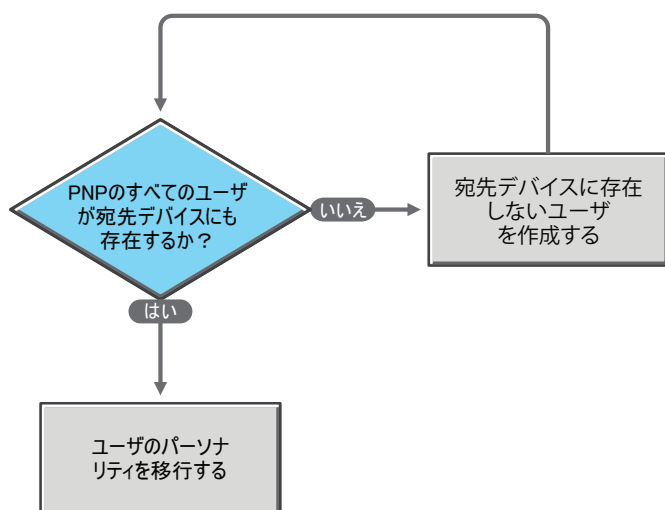 PNPのすべてのユーザ
が宛先デバイスにも
存在するか？
いいえ
宛先デバイスに存在
しないユーザ
を作成する
はい
ユーザのパーソナ
リティを移行する